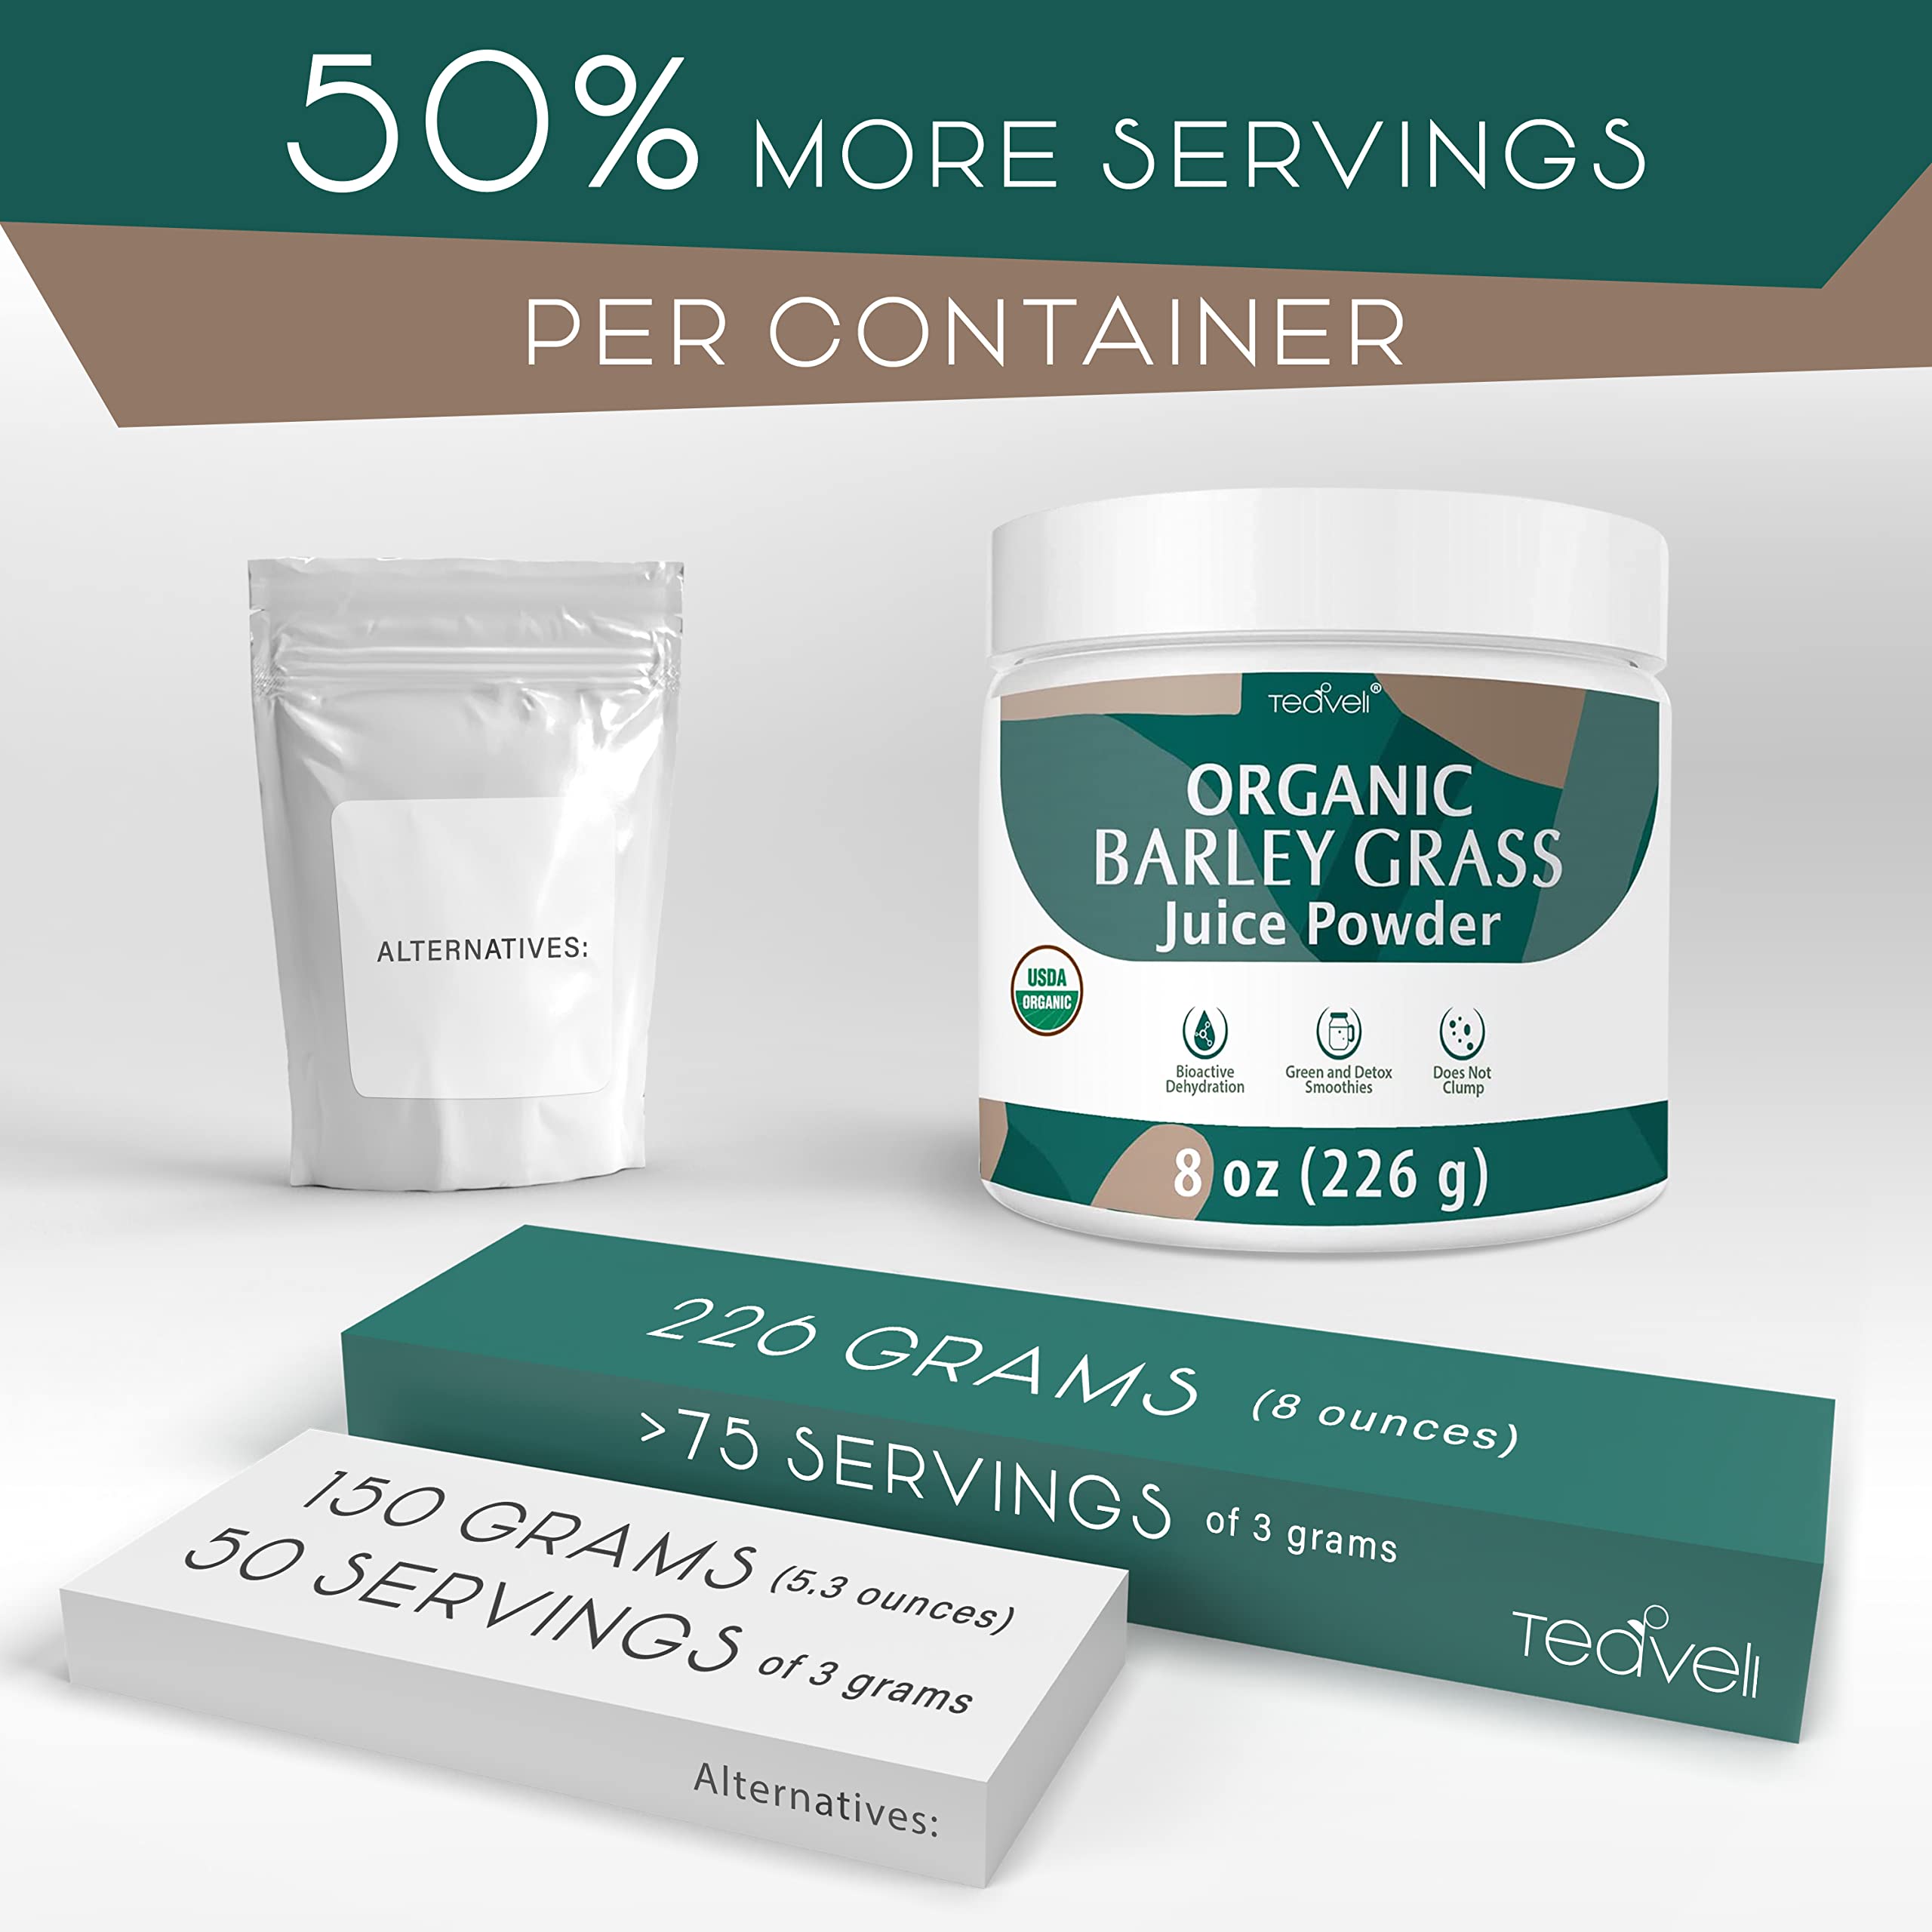 50% MORE SERVINGS
PER CONTAINER
ALTERNATIVES:
Teaveli®
ORGANIC
BARLEY GRASS
Juice Powder
USDA
ORGANIC
Bioactive
Dehydration
Green and Detox
Smoothies
Does Not
Clump
8 oz (226 g)
226 GRAMS (8 ounces)
>75 SERVINGS of 3 grams
Teaveli
150 GRAMS (5.3 ounces)
50 SERVINGS of 3 grams
Alternatives: